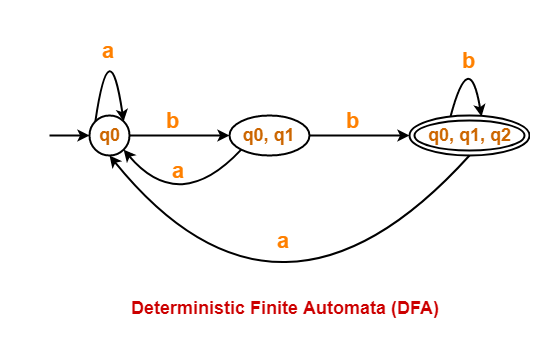 a
b
b
b
q0
q0, q1
q0, q1, q2
a
a
Deterministic Finite Automata (DFA)